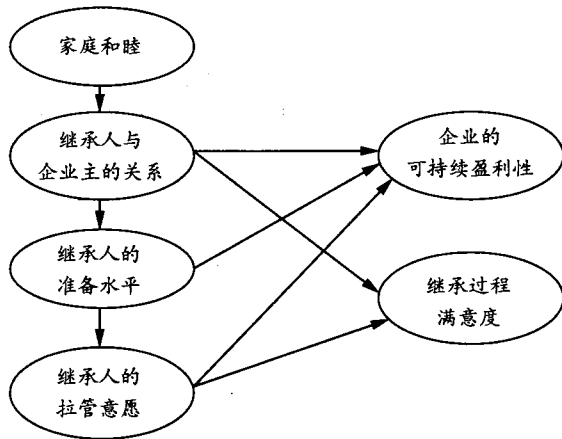 家庭和睦
继承人与
企业主的关系
继承人的
准备水平
继承人的
拉管意愿
企业的
可持续盈利性
继承过程
满意度